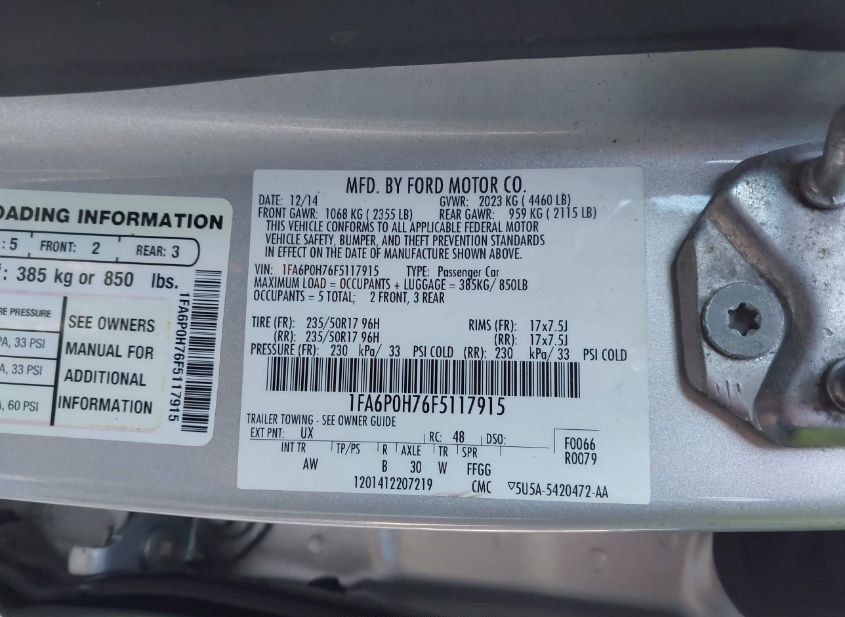 OADING INFORMATION
: 5 FRONT: 2 REAR: 3
: 385 kg or 850 lbs.
RE PRESSURE
PA, 33 PSI
A, 33 PSI
A, 60 PSI
SEE OWNERS
MANUAL FOR
ADDITIONAL
INFORMATION
1FA6P0H76F5117915
MFD. BY FORD MOTOR CO.
DATE: 12/14 GVWR: 2023 KG ( 4460 LB)
FRONT GAWR: 1068 KG ( 2355 LB) REAR GAWR: 959 KG ( 2115 LB)
THIS VEHICLE CONFORMS TO ALL APPLICABLE FEDERAL MOTOR
VEHICLE SAFETY, BUMPER, AND THEFT PREVENTION STANDARDS
IN EFFECT ON THE DATE OF MANUFACTURE SHOWN ABOVE.
VIN: 1FA6P0H76F5117915 TYPE: Passenger Car
MAXIMUM LOAD = OCCUPANTS + LUGGAGE = 385KG/ 850LB
OCCUPANTS = 5 TOTAL; 2 FRONT, 3 REAR
TIRE (FR): 235/50R17 96H RIMS (FR): 17x7.5J
(RR): 235/50R17 96H (RR): 17x7.5J
PRESSURE (FR): 230 kPa/ 33 PSI COLD (RR): 230 kPa/ 33 PSI COLD
1FA6P0H76F5117915
TRAILER TOWING - SEE OWNER GUIDE
EXT PNT: UX RC: 48 DSO: F0066
INT TR TP/PS R AXLE TR SPR R0079
AW B 30 W FFGG
1201412207219 CMC ▽5U5A-5420472-AA